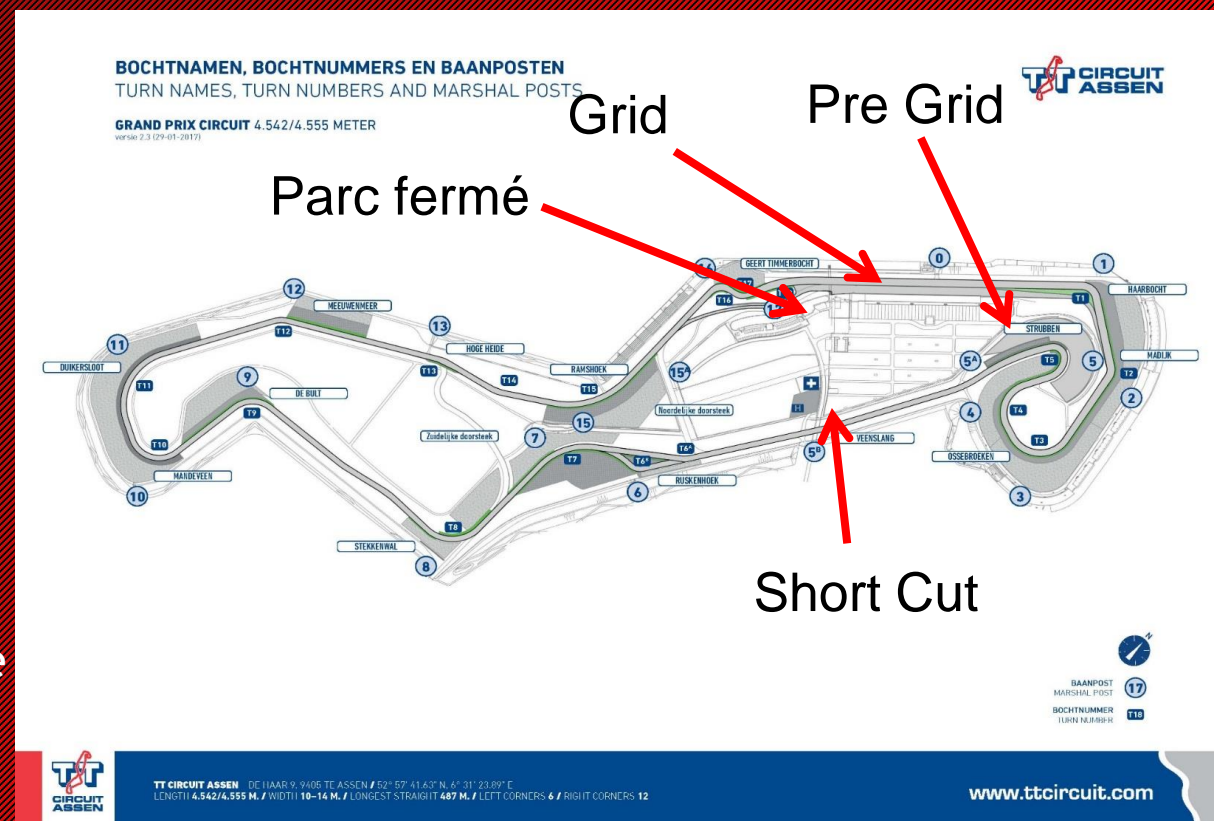 BOCHTNAMEN, BOCHTNUMMERS EN BAANPOSTEN
TURN NAMES, TURN NUMBERS AND MARSHAL POSTS
GRAND PRIX CIRCUIT 4.542/4.555 METER
versie 2.3 (29-01-2017)
TT CIRCUIT
ASSEN
Grid
Pre Grid
Parc fermé
16
GEERT TIMMERBOCHT
0
1
T17
HAARBOCHT
12
MEEUWENMEER
T16
T1
STRUBBEN
13
T12
11
HOGE HEIDE
MADIJK
DUIKERSLOOT
RAMSHOEK
5A
T5
5
T13
T14
15A
T2
T11
9
DE BULT
T15
H
2
T9
Noordelijke doorsteek
4
T4
15
Zuidelijke doorsteek
7
VEENSLANG
T3
T10
T7
T6A
5B
OSSEBROEKEN
T6
MANDEVEEN
RUSKENHOEK
10
6
3
T8
STEKKENWAL
8
Short Cut
N
e
BAANPOST
MARSHAL POST
17
BOCHTNUMMER
TURN NUMBER
T18
TT
CIRCUIT
ASSEN
TT CIRCUIT ASSEN DE HAAR 9, 9405 TE ASSEN / 52° 57' 41.63" N, 6° 31' 23.89" E
LENGTH 4.542/4.555 M. / WIDTH 10–14 M. / LONGEST STRAIGHT 487 M. / LEFT CORNERS 6 / RIGHT CORNERS 12
www.ttcircuit.com